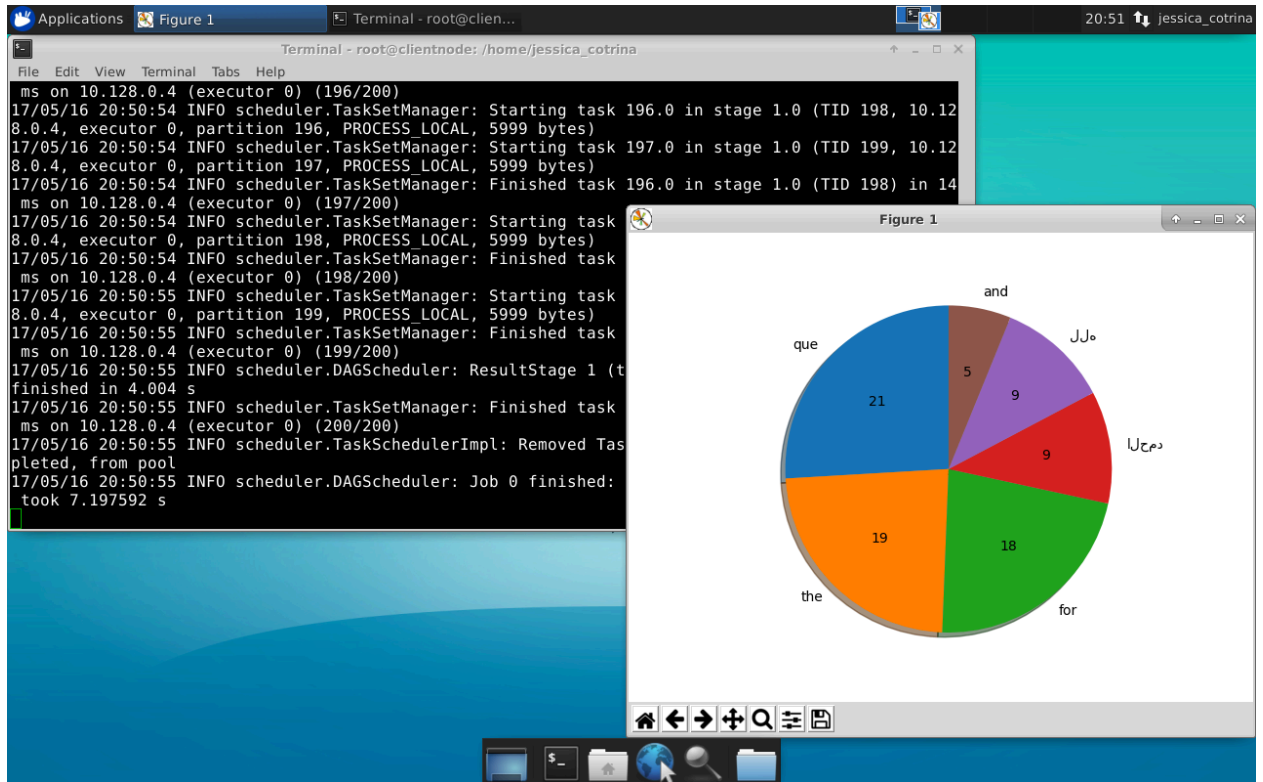 Applications
Figure 1
Terminal - root@clien...
20:51
jessica_cotrina
Terminal - root@clientnode: /home/jessica_cotrina
File Edit View Terminal Tabs Help
ms on 10.128.0.4 (executor 0) (196/200)
17/05/16 20:50:54 INFO scheduler.TaskSetManager: Starting task 196.0 in stage 1.0 (TID 198, 10.12
8.0.4, executor 0, partition 196, PROCESS_LOCAL, 5999 bytes)
17/05/16 20:50:54 INFO scheduler.TaskSetManager: Starting task 197.0 in stage 1.0 (TID 199, 10.12
8.0.4, executor 0, partition 197, PROCESS_LOCAL, 5999 bytes)
17/05/16 20:50:54 INFO scheduler.TaskSetManager: Finished task 196.0 in stage 1.0 (TID 198) in 14
ms on 10.128.0.4 (executor 0) (197/200)
17/05/16 20:50:54 INFO scheduler.TaskSetManager: Starting task
8.0.4, executor 0, partition 198, PROCESS_LOCAL, 5999 bytes)
17/05/16 20:50:54 INFO scheduler.TaskSetManager: Finished task
ms on 10.128.0.4 (executor 0) (198/200)
17/05/16 20:50:55 INFO scheduler.TaskSetManager: Starting task
8.0.4, executor 0, partition 199, PROCESS_LOCAL, 5999 bytes)
17/05/16 20:50:55 INFO scheduler.TaskSetManager: Finished task
ms on 10.128.0.4 (executor 0) (199/200)
17/05/16 20:50:55 INFO scheduler.DAGScheduler: ResultStage 1 (t
finished in 4.004 s
17/05/16 20:50:55 INFO scheduler.TaskSetManager: Finished task
ms on 10.128.0.4 (executor 0) (200/200)
17/05/16 20:50:55 INFO scheduler.TaskSchedulerImpl: Removed Tas
pleted, from pool
17/05/16 20:50:55 INFO scheduler.DAGScheduler: Job 0 finished:
took 7.197592 s
Figure 1
and
هلل
que
5
9
21
دمحلا
9
19
18
the
for